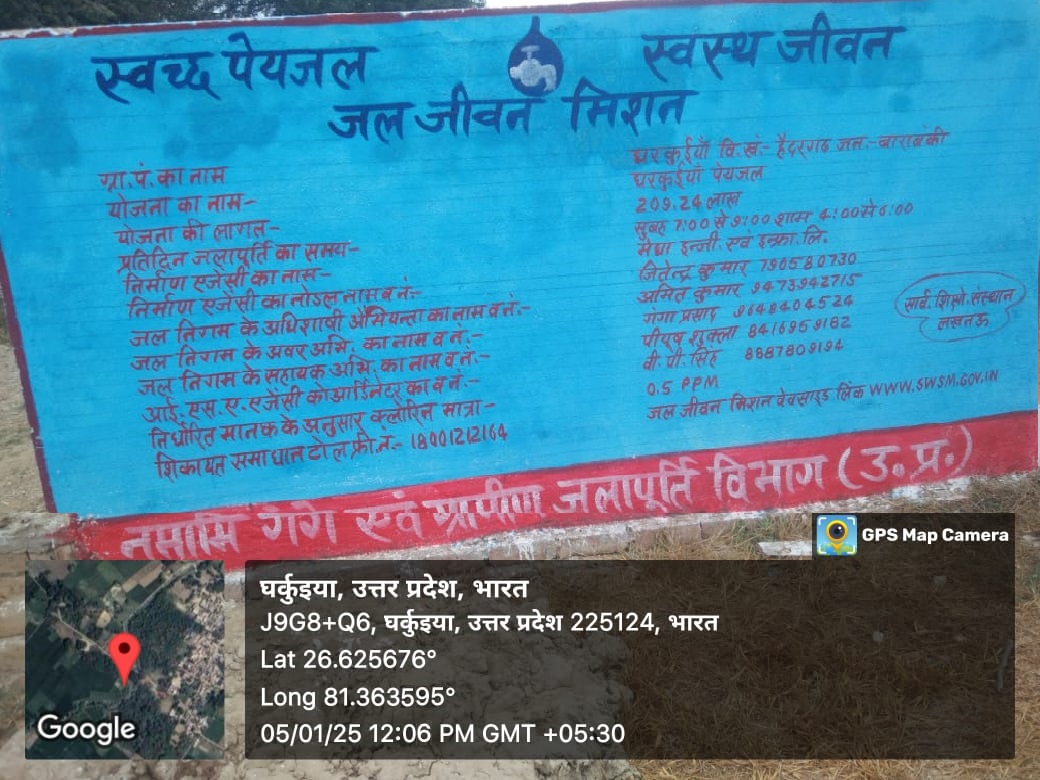 स्वच्छ पेयजल स्वस्थ जीवन
जल जीवन मिशन
ग्रा.पं. का नाम घरकुईयाँ वि.खं.- हैदरगढ जन.-बाराबंकी
योजना का नाम- घरकुईयाँ पेयजल
योजना की लागत- 209.24 लाख
प्रतिदिन जलापूर्ति का समय- सुबह 7:00 से 9:00 शाम 4:00 से 6:00
निर्माण एजेंसी का नाम- मेघा इन्जी. एवं इन्फ्रा. लि.
निर्माण एजेंसी का नोडल नाम व नं:- जितेन्द्र कुमार 790580730
जल निगम के अधिशाषी अभियन्ता का नाम व नं:- अमित कुमार 9473942715
जल निगम के अवर अभि. का नाम व नं.- गंगा प्रसाद 9648404524
जल निगम के सहायक अभि. का नाम व नं.- पीयूष शुक्ला 8416959182
आई.एस.ए. एजेंसी कोआर्डिनेटर का व नं.- वी. पी. सिंह 8887809194
निर्धारित मानक के अनुसार क्लोरिन मात्रा- 0.5 PPM
शिकायत समाधान टोल फ्री नं.- 18001212164 जल जीवन मिशन वेवसाइड लिंक WWW.SWSM.GOV.IN
सार्व. शिक्षो. संस्थान
लखनऊ
नमामि गंगे एवं ग्रामीण जलापूर्ति विभाग (उ.प्र.)
GPS Map Camera
घर्कुइया, उत्तर प्रदेश, भारत
J9G8+Q6, घर्कुइया, उत्तर प्रदेश 225124, भारत
Lat 26.625676°
Long 81.363595°
05/01/25 12:06 PM GMT +05:30
Google